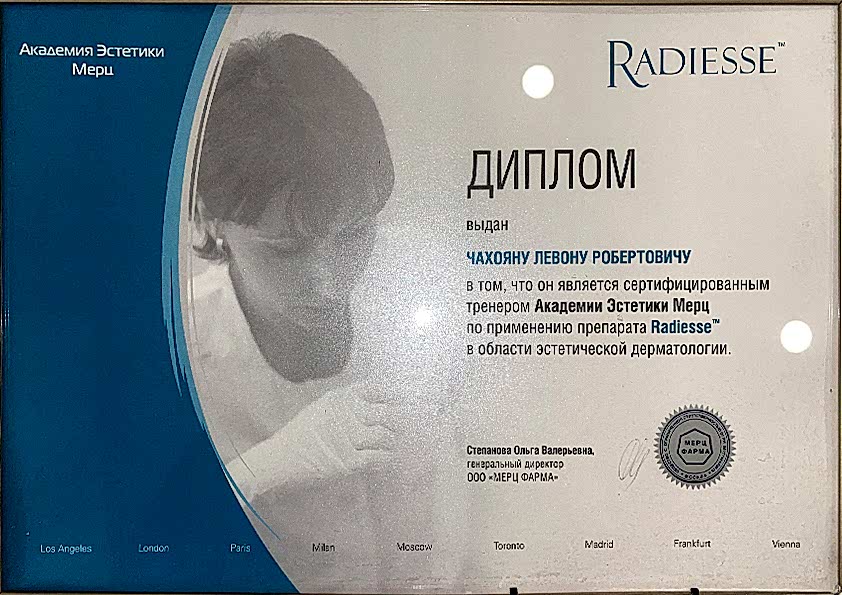 Академия Эстетики
Мерц
RADIESSE™
ДИПЛОМ
выдан
ЧАХОЯНУ ЛЕВОНУ РОБЕРТОВИЧУ
в том, что он является сертифицированным
тренером Академии Эстетики Мерц
по применению препарата Radiesse™
в области эстетической дерматологии.
Степанова Ольга Валерьевна,
генеральный директор
ООО «МЕРЦ ФАРМА»
МЕРЦ
ФАРМА
Los Angeles London Paris Milan Moscow Toronto Madrid Frankfurt Vienna